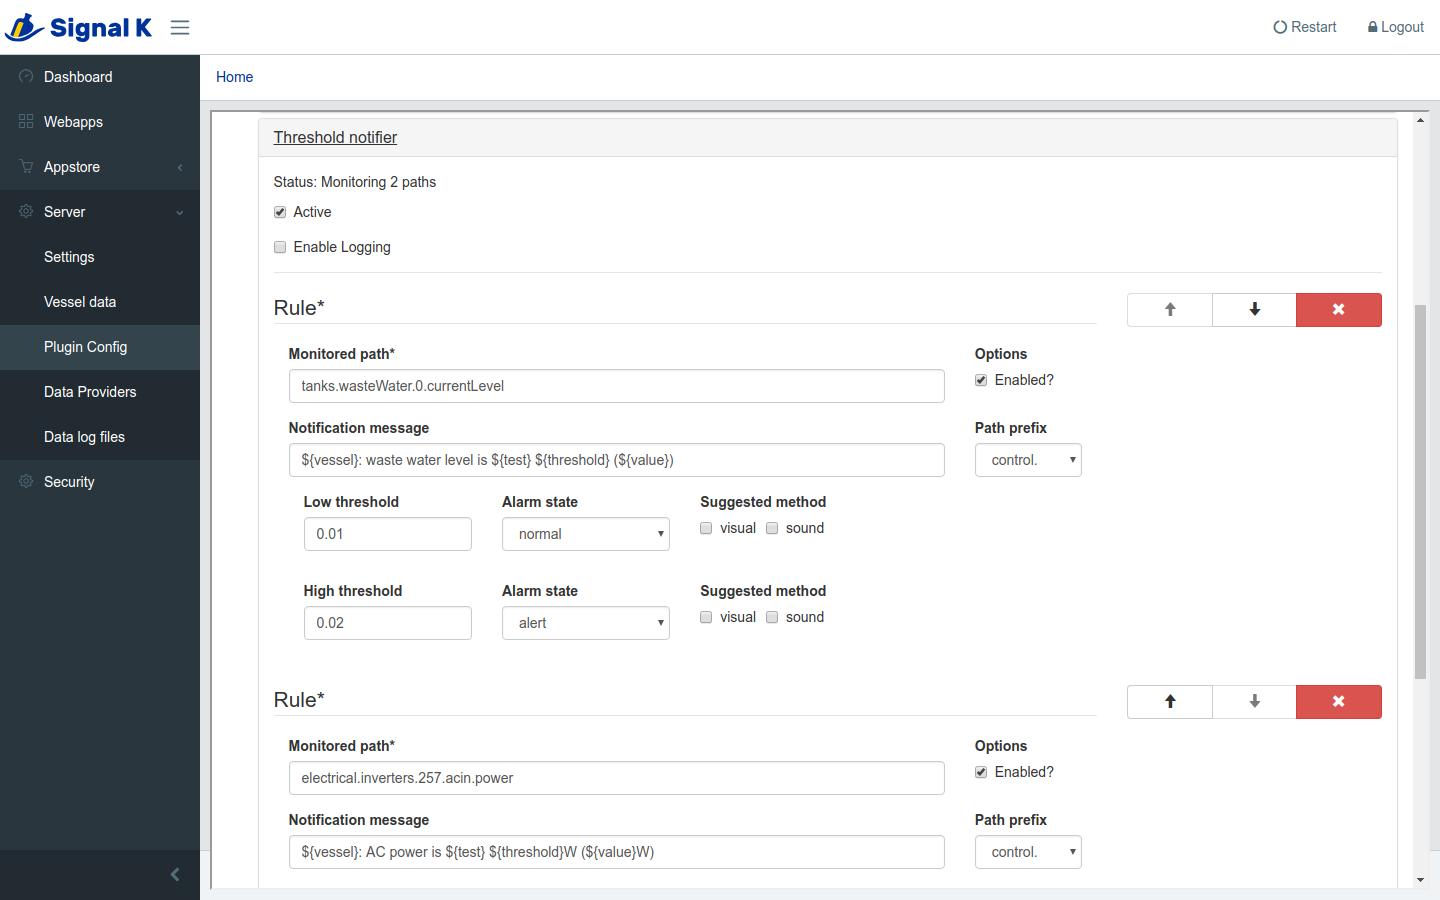 Signal K
Restart
Logout
Dashboard
Home
Webapps
Appstore
Server
Settings
Vessel data
Plugin Config
Data Providers
Data log files
Security
Threshold notifier
Status: Monitoring 2 paths
Active
Enable Logging
Rule*
Monitored path*
Options
tanks.wasteWater.0.currentLevel
Enabled?
Notification message
Path prefix
${vessel}: waste water level is ${test} ${threshold} (${value})
control.
Low threshold
Alarm state
Suggested method
0.01
normal
visual
sound
High threshold
Alarm state
Suggested method
0.02
alert
visual
sound
Rule*
Monitored path*
Options
electrical.inverters.257.acin.power
Enabled?
Notification message
Path prefix
${vessel}: AC power is ${test} ${threshold}W (${value}W)
control.